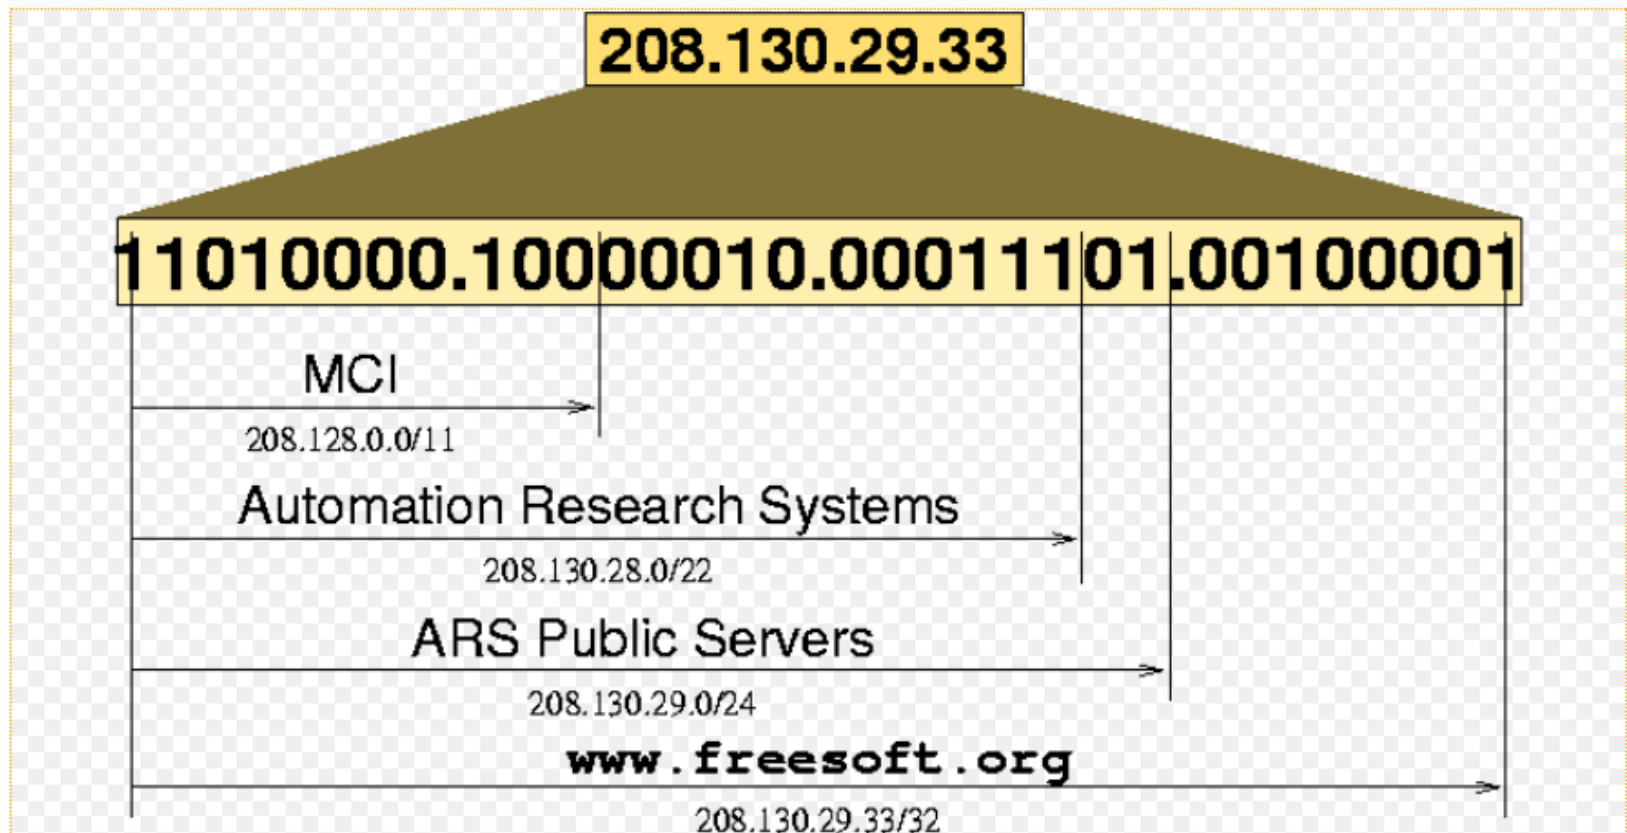 208.130.29.33
11010000.10000010.00011101.00100001
MCI
208.128.0.0/11
Automation Research Systems
208.130.28.0/22
ARS Public Servers
208.130.29.0/24
www.freesoft.org
208.130.29.33/32